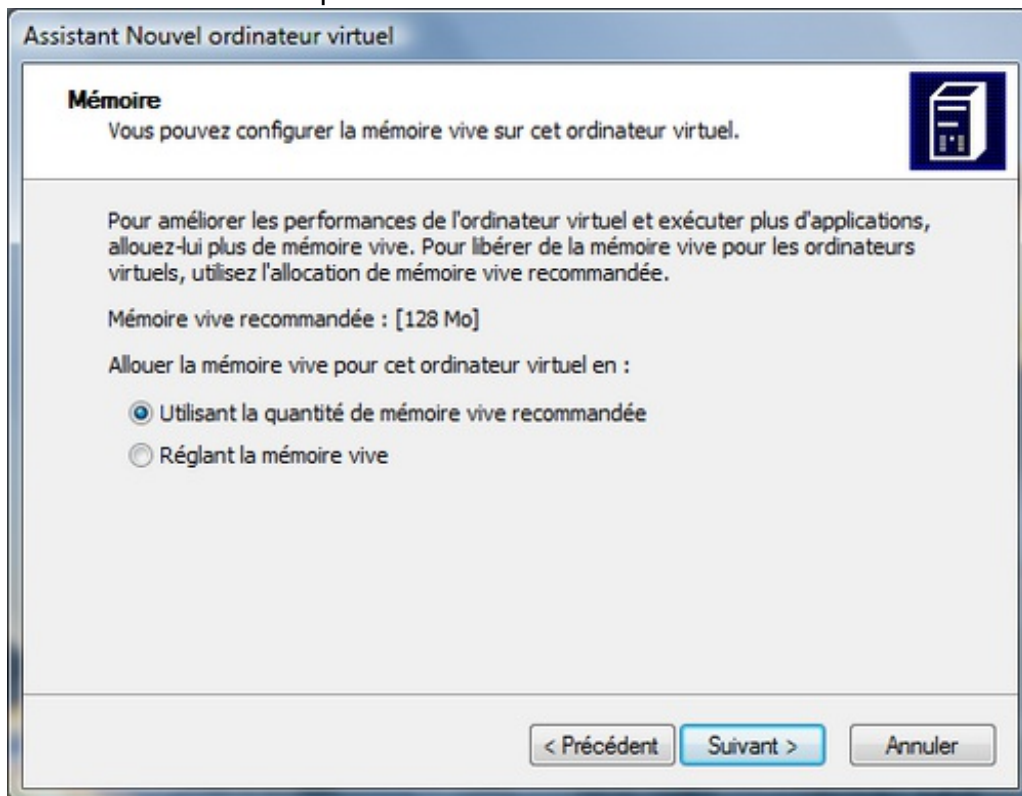 Assistant Nouvel ordinateur virtuel
Mémoire
Vous pouvez configurer la mémoire vive sur cet ordinateur virtuel.
Pour améliorer les performances de l'ordinateur virtuel et exécuter plus d'applications,
allouez-lui plus de mémoire vive. Pour libérer de la mémoire vive pour les ordinateurs
virtuels, utilisez l'allocation de mémoire vive recommandée.
Mémoire vive recommandée : [128 Mo]
Allouer la mémoire vive pour cet ordinateur virtuel en :
Utilisant la quantité de mémoire vive recommandée
Réglant la mémoire vive
< Précédent Suivant > Annuler